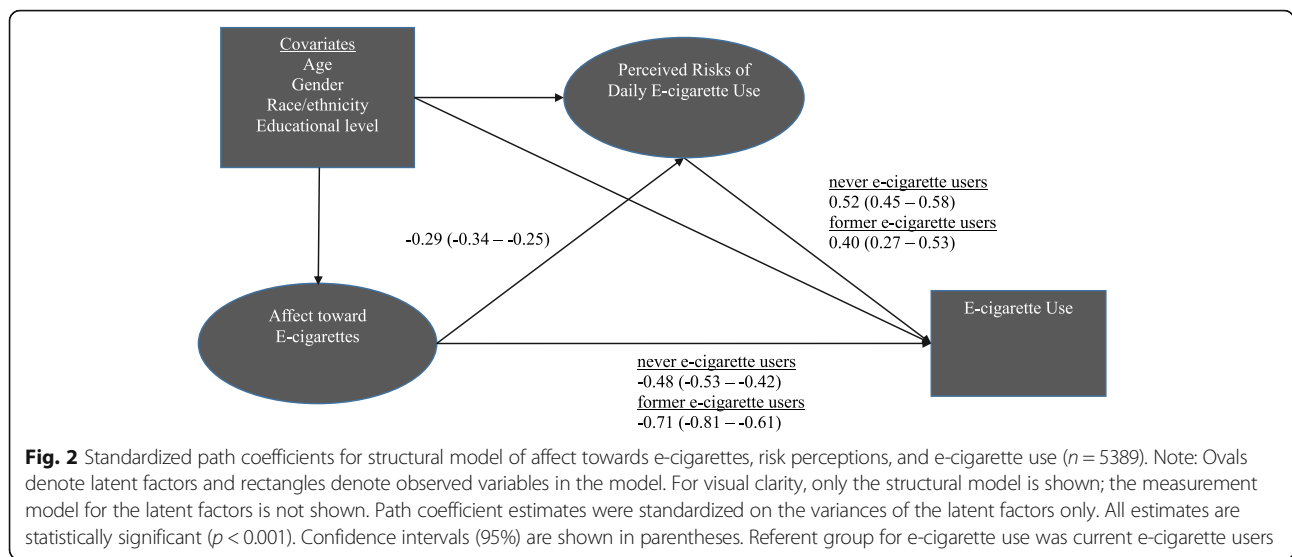 Covariates
Age
Gender
Race/ethnicity
Educational level
Perceived Risks of
Daily E-cigarette Use
never e-cigarette users
0.52 (0.45 – 0.58)
former e-cigarette users
0.40 (0.27 – 0.53)
-0.29 (-0.34 – -0.25)
Affect toward
E-cigarettes
E-cigarette Use
never e-cigarette users
-0.48 (-0.53 – -0.42)
former e-cigarette users
-0.71 (-0.81 – -0.61)
Fig. 2 Standardized path coefficients for structural model of affect towards e-cigarettes, risk perceptions, and e-cigarette use (n = 5389). Note: Ovals
denote latent factors and rectangles denote observed variables in the model. For visual clarity, only the structural model is shown; the measurement
model for the latent factors is not shown. Path coefficient estimates were standardized on the variances of the latent factors only. All estimates are
statistically significant (p < 0.001). Confidence intervals (95%) are shown in parentheses. Referent group for e-cigarette use was current e-cigarette users